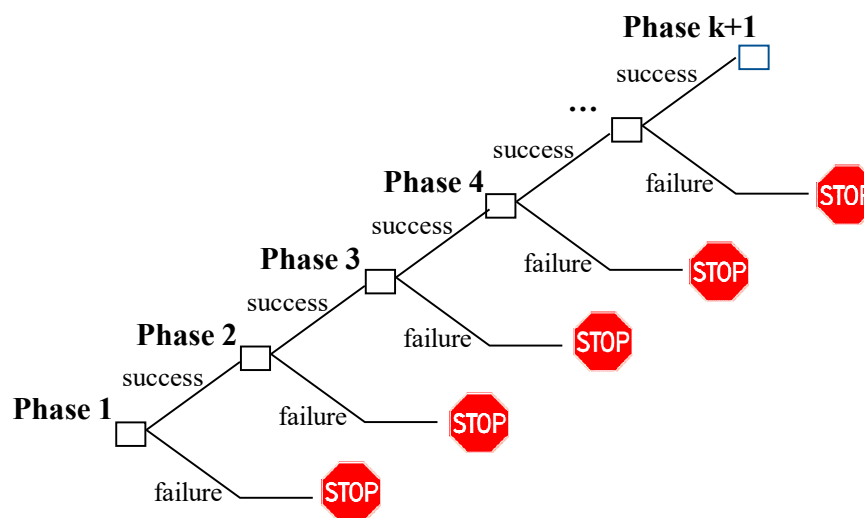 Phase k+1
success
...
success
failure
STOP
Phase 4
success
failure
STOP
Phase 3
success
failure
STOP
Phase 2
success
failure
STOP
Phase 1
failure
STOP